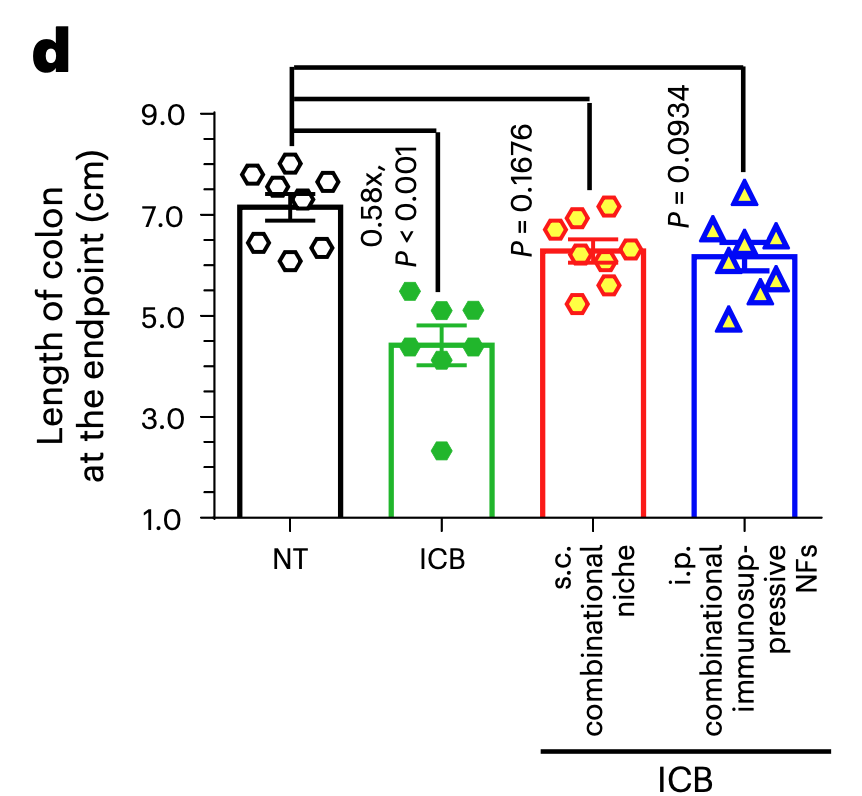 d
Length of colon
at the endpoint (cm)
9.0
7.0
5.0
3.0
1.0
0.58x,
P < 0.001
P = 0.1676
P = 0.0934
NT
ICB
s.c.
combinational
niche
i.p.
combinational
immunosup-
pressive
NFs
ICB